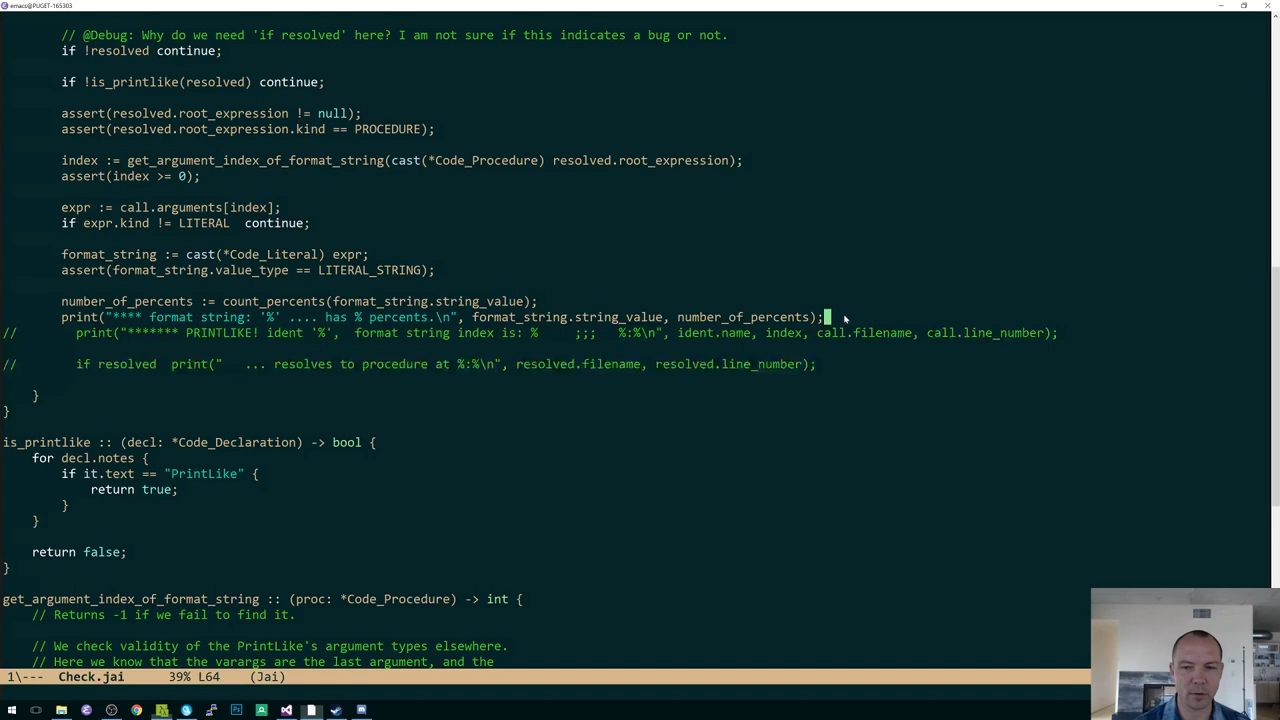 emacs@PUGET-165303
// @Debug: Why do we need 'if resolved' here? I am not sure if this indicates a bug or not.
if !resolved continue;
if !is_printlike(resolved) continue;
assert(resolved.root_expression != null);
assert(resolved.root_expression.kind == PROCEDURE);
index := get_argument_index_of_format_string(cast(*Code_Procedure) resolved.root_expression);
assert(index >= 0);
expr := call.arguments[index];
if expr.kind != LITERAL  continue;
format_string := cast(*Code_Literal) expr;
assert(format_string.value_type == LITERAL_STRING);
number_of_percents := count_percents(format_string.string_value);
print("**** format string: '%' .... has % percents.\n", format_string.string_value, number_of_percents);
//        print("******* PRINTLIKE! ident '%',  format string index is: %     ;;;   %:%\n", ident.name, index, call.filename, call.line_number);
//        if resolved  print("   ... resolves to procedure at %:%\n", resolved.filename, resolved.line_number);
}
}
is_printlike :: (decl: *Code_Declaration) -> bool {
for decl.notes {
if it.text == "PrintLike" {
return true;
}
}
return false;
}
get_argument_index_of_format_string :: (proc: *Code_Procedure) -> int {
// Returns -1 if we fail to find it.
// We check validity of the PrintLike's argument types elsewhere.
// Here we know that the varargs are the last argument, and the
1\---  Check.jai      39% L64    (Jai)